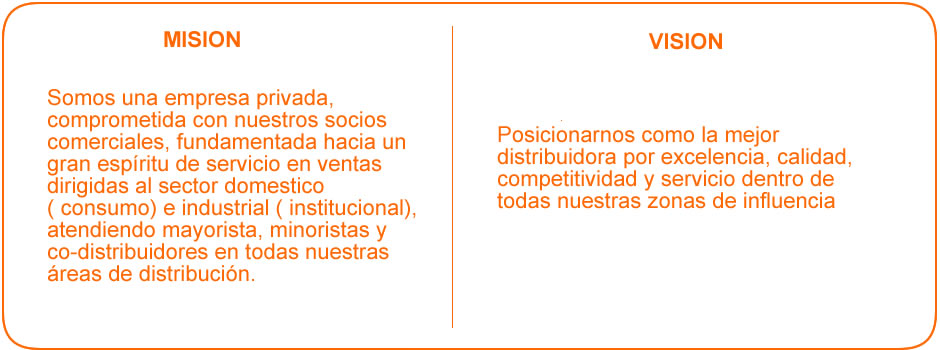 MISION
Somos una empresa privada,
comprometida con nuestros socios
comerciales, fundamentada hacia un
gran espíritu de servicio en ventas
dirigidas al sector domestico
( consumo) e industrial ( institucional),
atendiendo mayorista, minoristas y
co-distribuidores en todas nuestras
áreas de distribución.
VISION
Posicionarnos como la mejor
distribuidora por excelencia, calidad,
competitividad y servicio dentro de
todas nuestras zonas de influencia